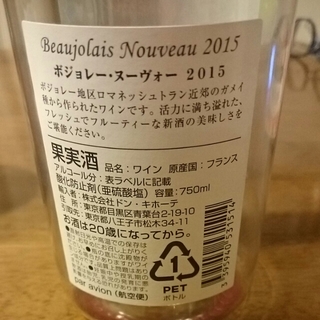 Beaujolais Nouveau 2015
ボジョレー・ヌーヴォー 2015
ボジョレー地区ロマネッシュトラン近郊のガメイ
種から作られたワインです。活力に満ち溢れた、
フレッシュでフルーティーな新酒の美味しさを
ご堪能ください。
果実酒
品名：ワイン 原産国：フランス
アルコール分：表ラベルに記載
酸化防止剤(亜硫酸塩) 容量：750ml
輸入者：株式会社ドン・キホーテ
住所：東京都目黒区青葉台2-19-10
引取先：東京都八王子市松木34-11
お酒は20歳になってから。
1
PET
ボトル
par avion (航空便)